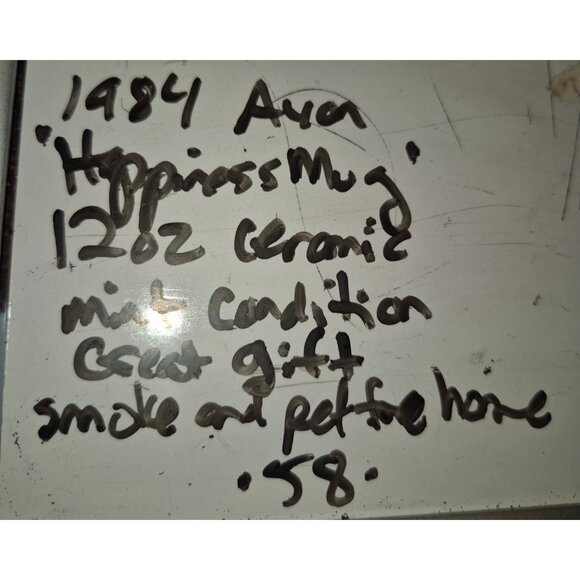 1984 Avon
"Happiness Mug"
12oz ceramic
mint condition
Great gift
smoke and pet free home
·58·